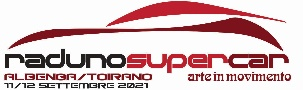 radunosupercar
ALBENGA/TOIRANO arte in movimento
11/12 SETTEMBRE 2021